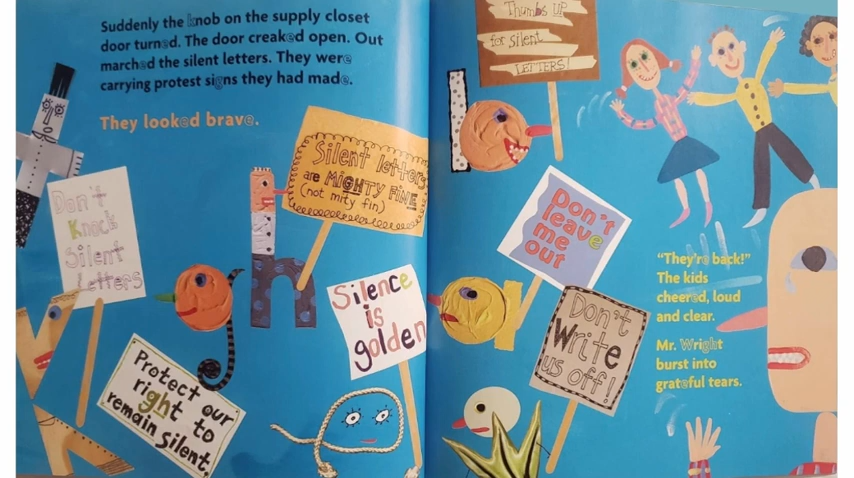 Suddenly the knob on the supply closet
door turned. The door creaked open. Out
marched the silent letters. They were
carrying protest signs they had made.
They looked brave.
Don't
Knock
Silent
Letters
Silent letters
are MIGHTY FINE
(not mity fin)
Silence
is
golden
Protect our
right to
remain silent.
Thumbs UP
for silent
LETTERS!
Don't
leave
me
out
Don't
Write
us off!
"They're back!"
The kids
cheered, loud
and clear.
Mr. Wright
burst into
grateful tears.